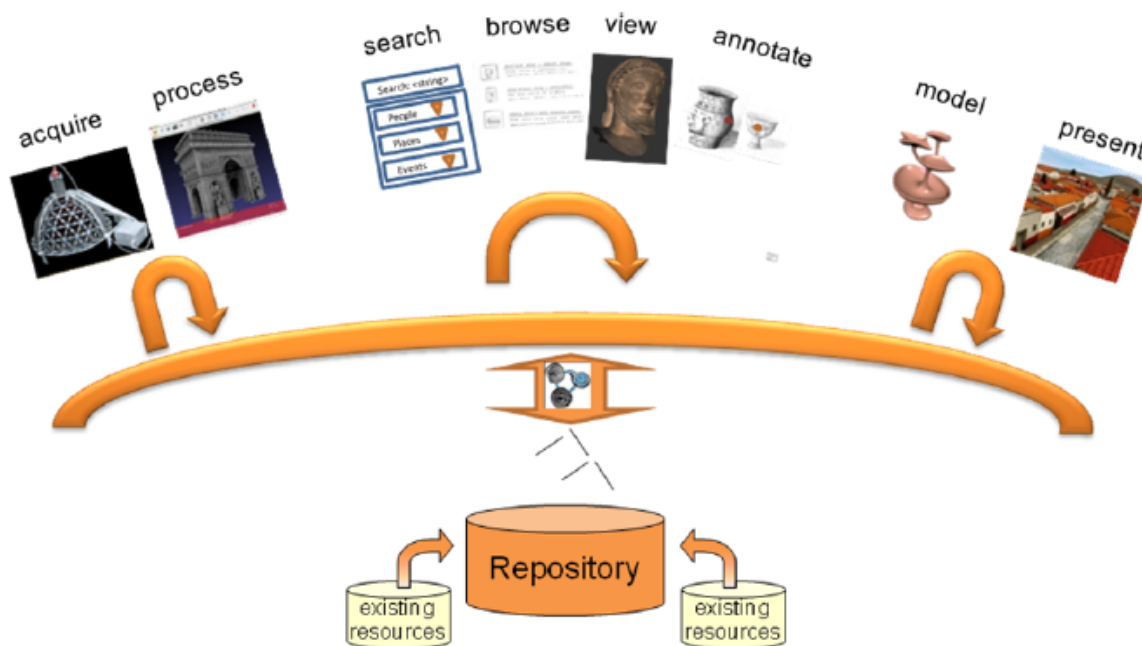 acquire
process
search
browse
view
annotate
model
present
Search: <string>
People
Places
Events
Repository
existing
resources
existing
resources